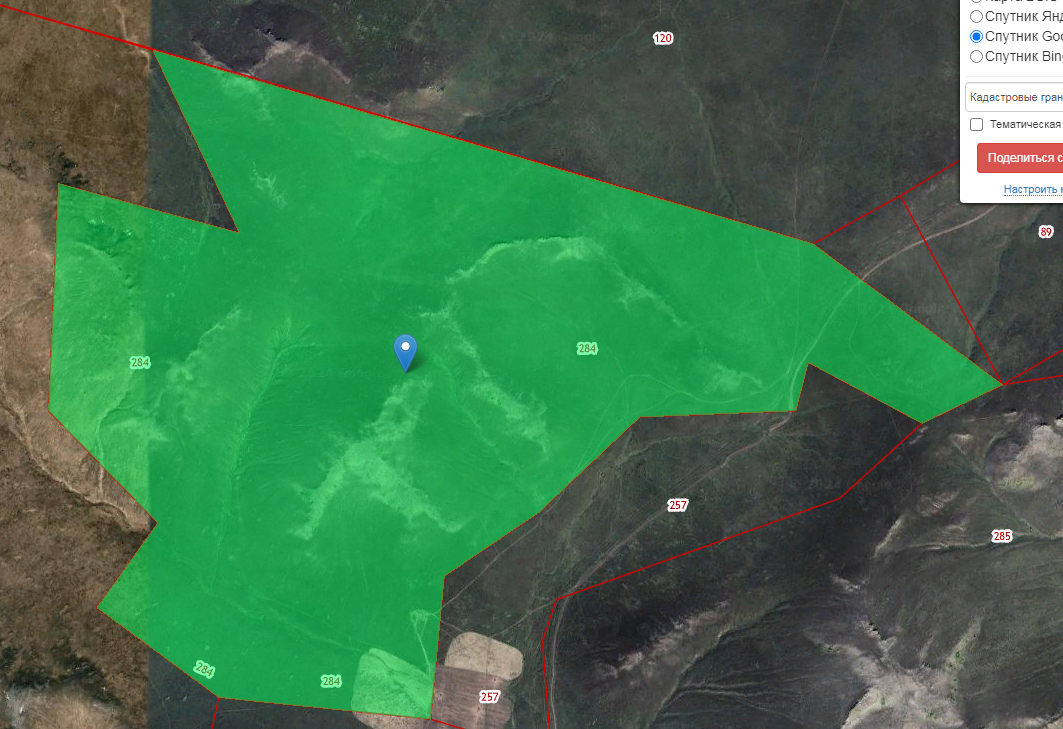 Спутник Янд
Спутник Goo
Спутник Bin
Кадастровые гран
Тематическая
Поделиться с
Настроить
120
89
284
284
257
285
284
284
257